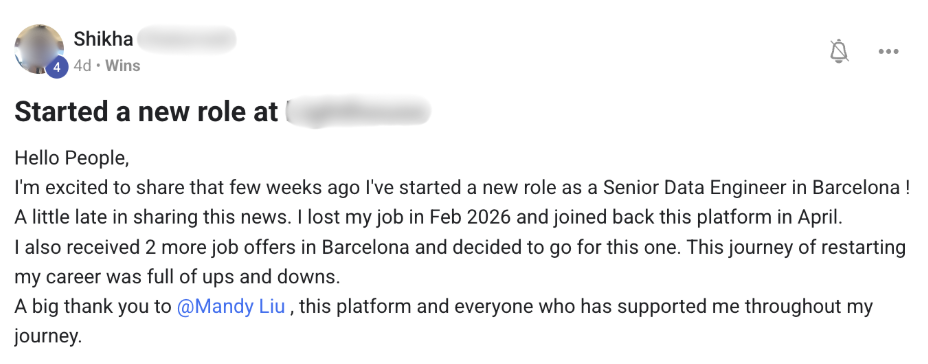 Shikha
4
4d • Wins
Started a new role at
Hello People,
I'm excited to share that few weeks ago I've started a new role as a Senior Data Engineer in Barcelona !
A little late in sharing this news. I lost my job in Feb 2026 and joined back this platform in April.
I also received 2 more job offers in Barcelona and decided to go for this one. This journey of restarting
my career was full of ups and downs.
A big thank you to @Mandy Liu , this platform and everyone who has supported me throughout my
journey.